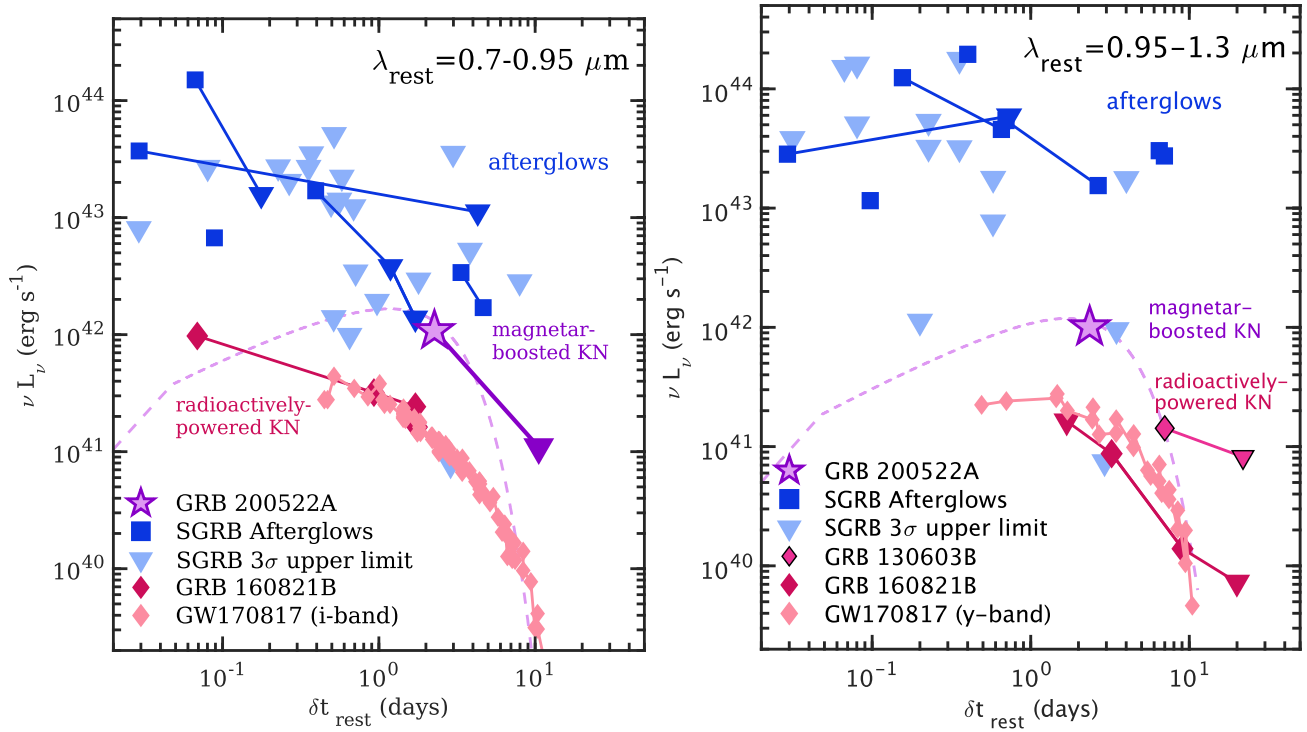 λrest=0.7-0.95 μm
10^44
afterglows
10^43
10^42
magnetar-
boosted KN
radioactively-
powered KN
10^41
10^40
ν Lν (erg s^−1)
GRB 200522A
SGRB Afterglows
SGRB 3σ upper limit
GRB 160821B
GW170817 (i-band)
10^-1
10^0
10^1
δt rest (days)
λrest=0.95−1.3 μm
10^44
afterglows
10^43
10^42
magnetar−
boosted KN
radioactively−
powered KN
10^41
10^40
ν Lν (erg s^−1)
GRB 200522A
SGRB Afterglows
SGRB 3σ upper limit
GRB 130603B
GRB 160821B
GW170817 (y−band)
10^−1
10^0
10^1
δt rest (days)